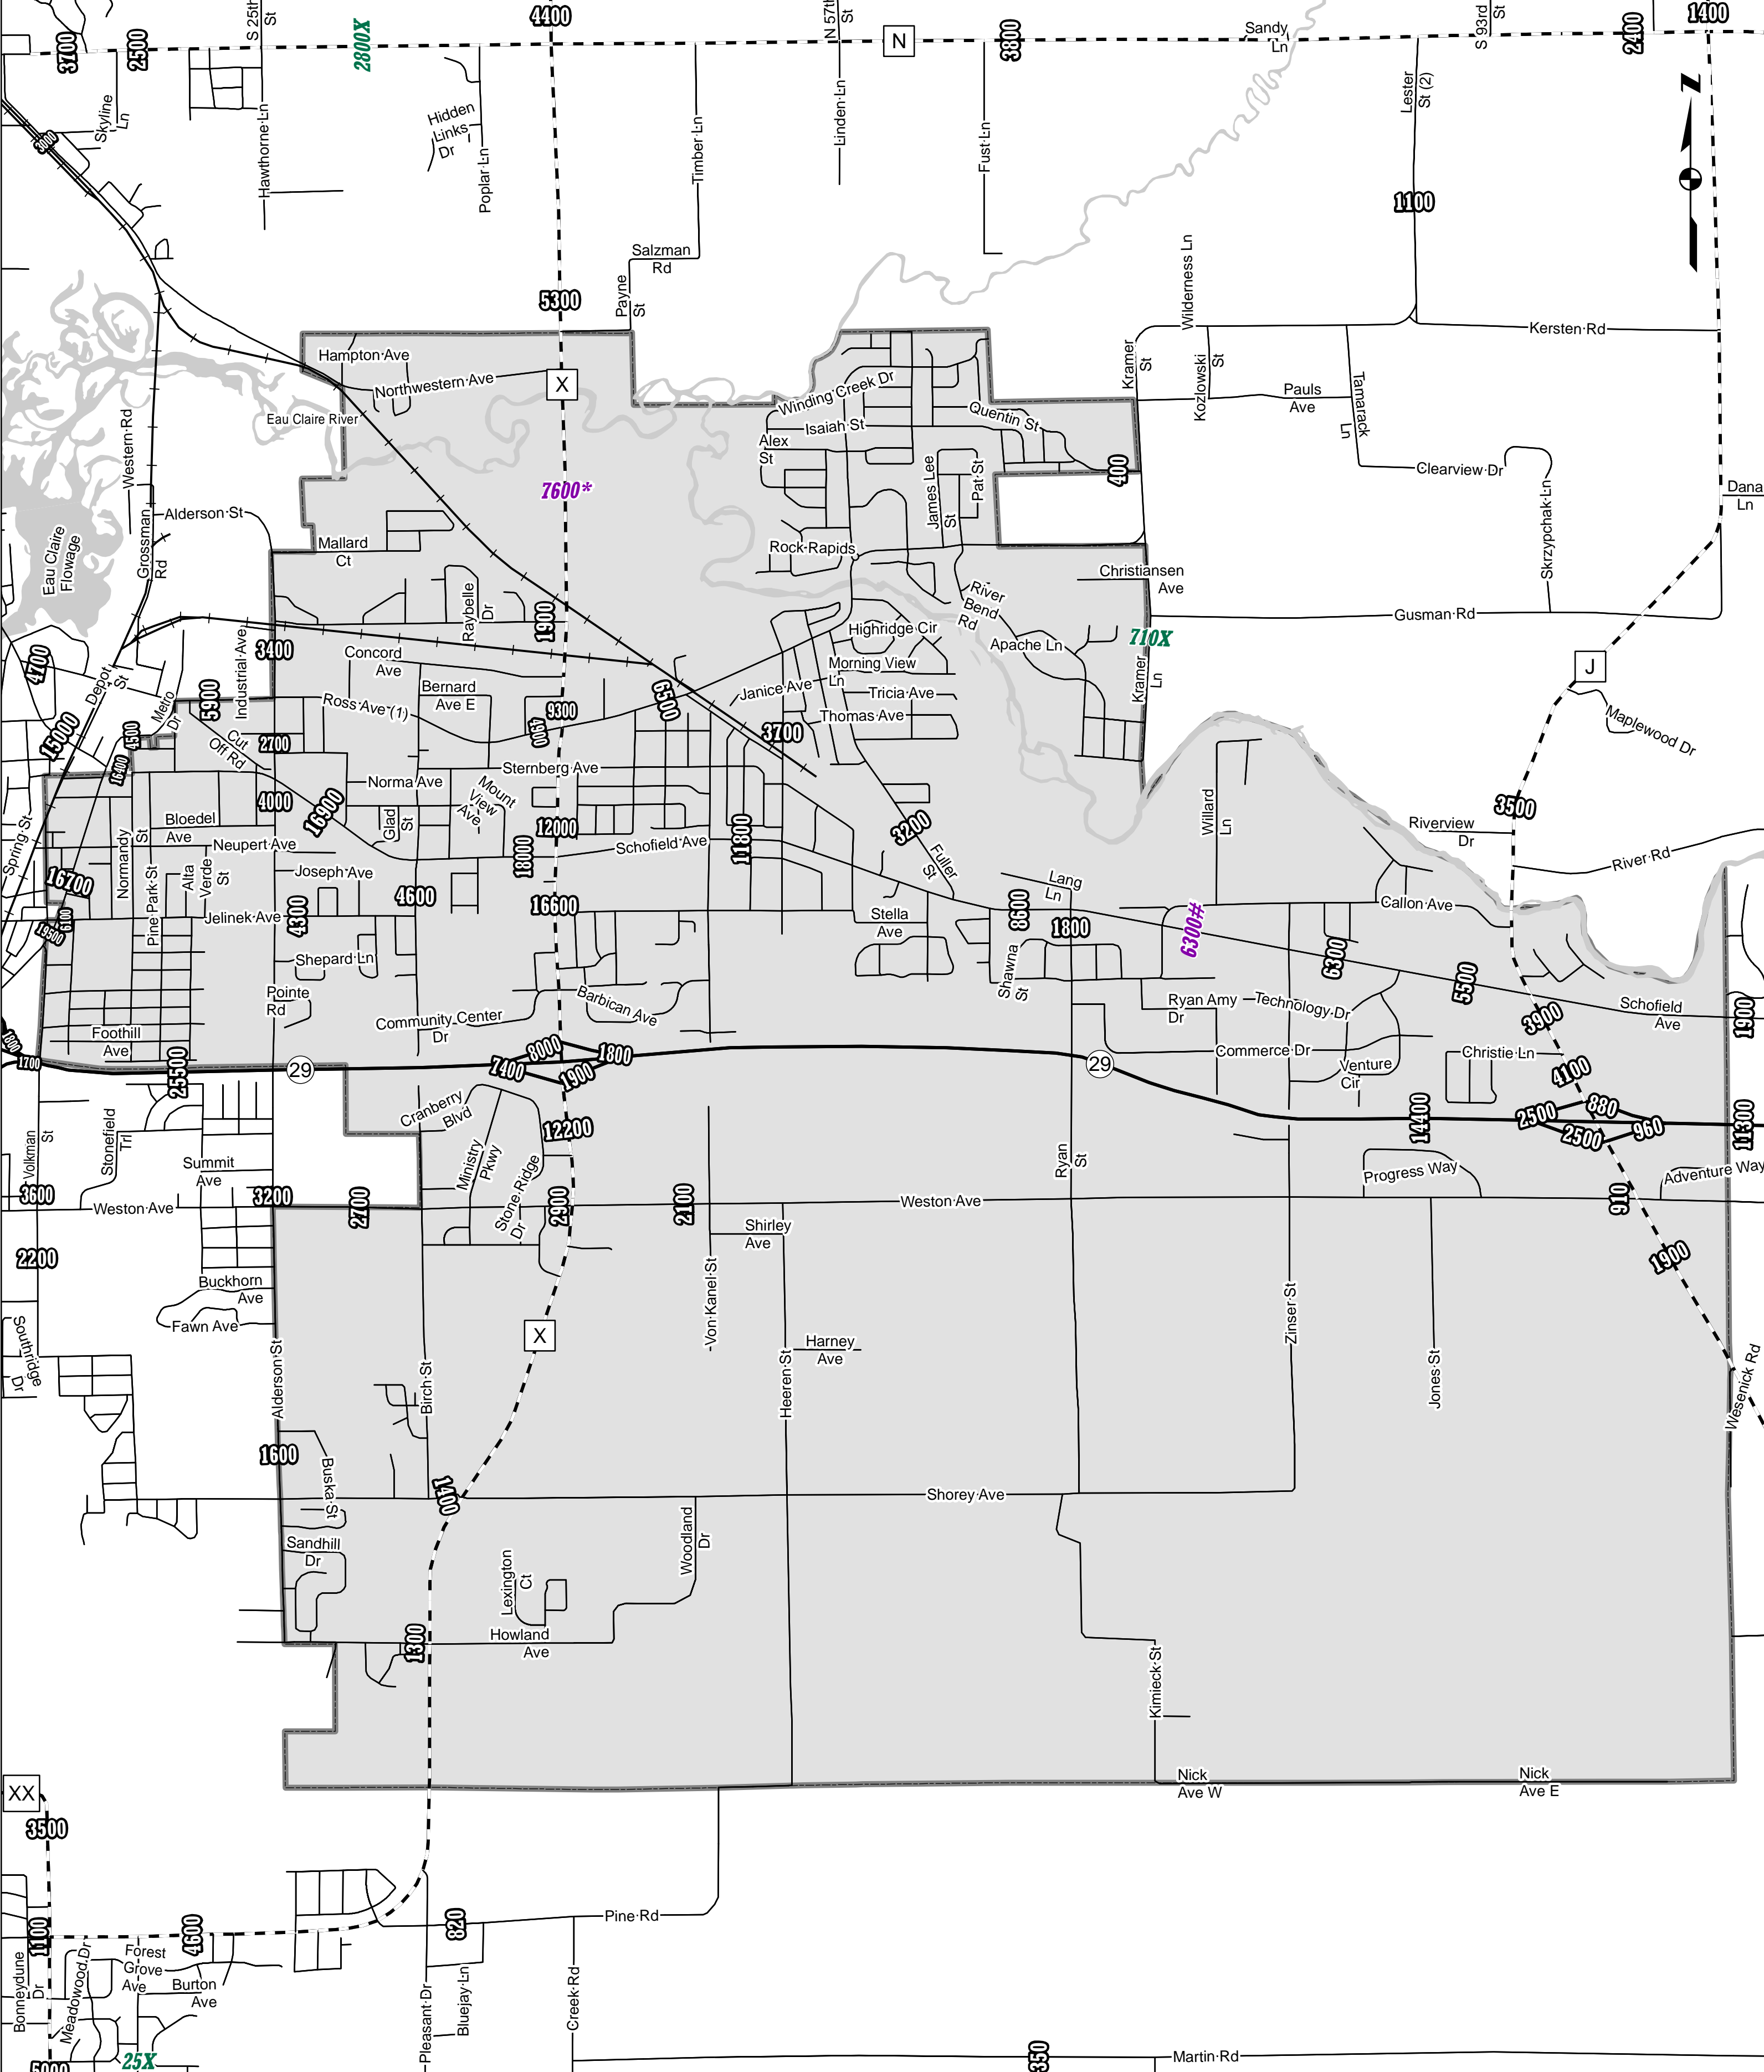 3700
2500
S 25th
St
2800X
4400
N 57th
St
N
3800
Sandy
Ln
S 93rd
St
2400
1400
Skyline
Ln
3000
Hawthorne Ln
Hidden
Links
Dr
Poplar Ln
Timber Ln
Linden Ln
Fust Ln
Lester
St (2)
N
1100
Salzman
Rd
Payne
St
5300
Wilderness Ln
Kersten Rd
Hampton Ave
Northwestern Ave
X
Winding Creek Dr
Quentin St
Kramer
St
Kozlowski
St
Pauls
Ave
Tamarack
Ln
Eau Claire River
Isaiah St
Alex
St
Western Rd
7600*
James Lee
St
Pat St
400
Clearview Dr
Skrzypchak Ln
Dana
Ln
Alderson St
Grossman
Rd
Eau Claire
Flowage
Mallard
Ct
Rock Rapids
Christiansen
Ave
Raybelle
Dr
1900
River
Bend
Rd
Gusman Rd
Highridge Cir
710X
Apache Ln
3400
Industrial Ave
Concord
Ave
4700
Depot
St
Morning View
Ln
J
Janice Ave
Tricia Ave
Kramer
Ln
Bernard
Ave E
Ross Ave (1)
6500
5900
Metro
Dr
9300
4900
Thomas Ave
Maplewood Dr
15000
4500
16400
Cut
Off Rd
2700
3700
Sternberg Ave
Norma Ave
Mount
View
Ave
4000
16900
Glad
St
12000
3500
Willard
Ln
Riverview
Dr
Spring St
Bloedel
Ave
Neupert Ave
Normandy
St
18000
Schofield Ave
11800
3200
Fuller
St
River Rd
16700
Pine Park St
Alta
Verde
St
Joseph Ave
Lang
Ln
4600
16600
6100
19500
Jelinek Ave
4300
Stella
Ave
8600
1800
6300#
Callon Ave
Shepard Ln
6300
Shawna
St
5500
Pointe
Rd
Barbican Ave
Community Center
Dr
Ryan Amy
Dr
Technology Dr
Schofield
Ave
1900
3900
Foothill
Ave
1700
25500
29
8000
1800
7400
1900
29
Commerce Dr
Venture
Cir
Christie Ln
4100
Cranberry
Blvd
12200
14400
2500
880
2500
960
11300
Volkman
St
Stonefield
Trl
Ministry
Pkwy
Stone Ridge
Dr
Ryan
St
Summit
Ave
Progress Way
Adventure Way
3600
Weston Ave
3200
2700
2900
2100
Weston Ave
910
Shirley
Ave
2200
1900
Buckhorn
Ave
Fawn Ave
Southridge
Dr
Alderson St
Birch St
X
Von Kanel St
Heeren St
Harney
Ave
Zinser St
Jones St
Wesenick Rd
1600
Buska St
1400
Shorey Ave
Sandhill
Dr
Woodland
Dr
Lexington
Ct
1300
Howland
Ave
Kimieck St
Nick
Ave W
Nick
Ave E
XX
3500
1100
4600
820
Pine Rd
Bonneydune
Dr
Meadowood Dr
Forest
Grove
Ave
Burton
Ave
Pleasant Dr
Bluejay Ln
Creek Rd
5000
25X
350
Martin Rd